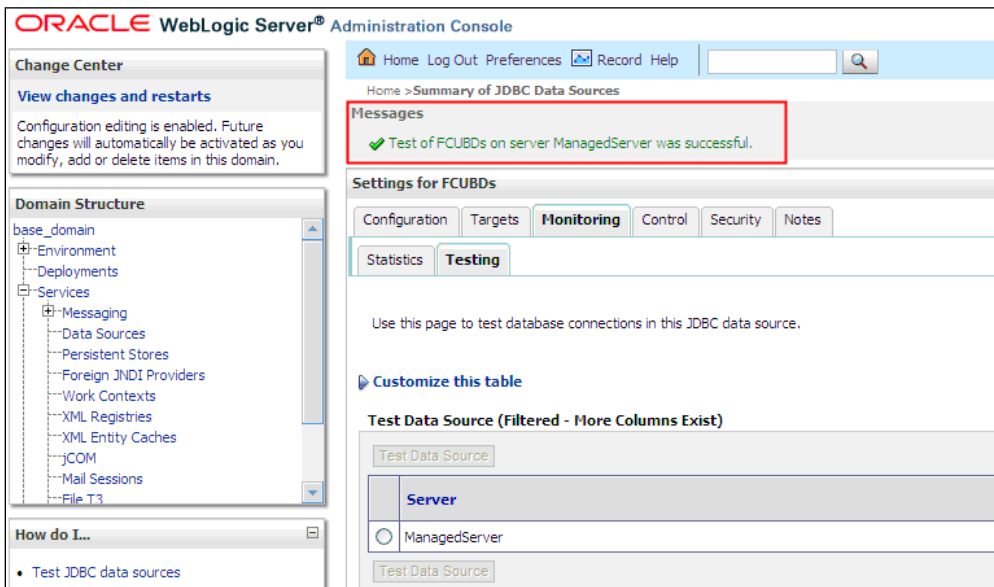 ORACLE WebLogic Server® Administration Console
Change Center
View changes and restarts
Configuration editing is enabled. Future
changes will automatically be activated as you
modify, add or delete items in this domain.
Domain Structure
base_domain
Environment
Deployments
Services
Messaging
Data Sources
Persistent Stores
Foreign JNDI Providers
Work Contexts
XML Registries
XML Entity Caches
jCOM
Mail Sessions
File T3
How do I...
• Test JDBC data sources
Home Log Out Preferences Record Help
Home >Summary of JDBC Data Sources
Messages
Test of FCUBDs on server ManagedServer was successful.
Settings for FCUBDs
Configuration Targets Monitoring Control Security Notes
Statistics Testing
Use this page to test database connections in this JDBC data source.
Customize this table
Test Data Source (Filtered - More Columns Exist)
Test Data Source
Server
ManagedServer
Test Data Source